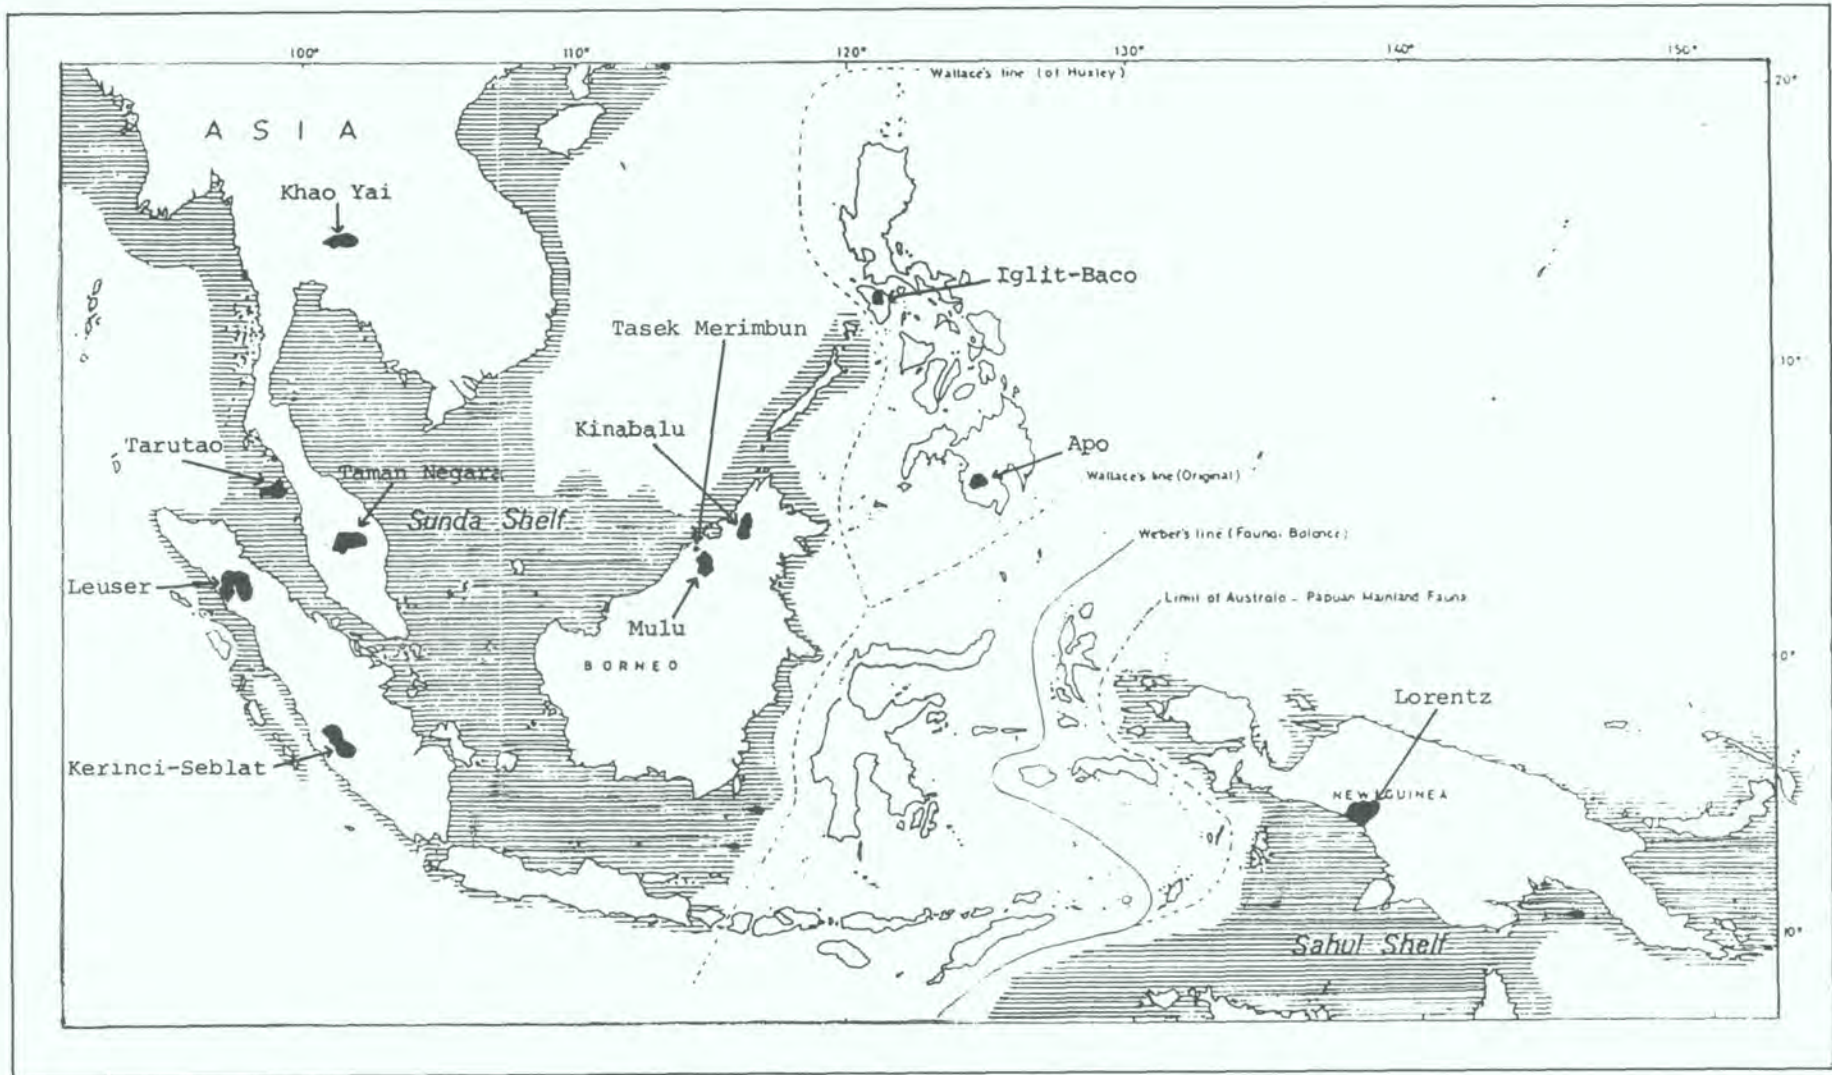 100°
110°
120°
130°
140°
150°
Wallace's line (of Huxley)
20°
A S I A
Khao Yai
Iglit-Baco
Tasek Merimbun
10°
Kinabalu
Tarutao
Apo
Taman Negara
Wallace's line (Original)
Sunda Shelf
Weber's line (Fauna. Balance)
Leuser
Limit of Australo - Papuan Mainland Fauna
Mulu
BORNEO
0°
Lorentz
Kerinci-Seblat
NEW GUINEA
10°
Sahul Shelf